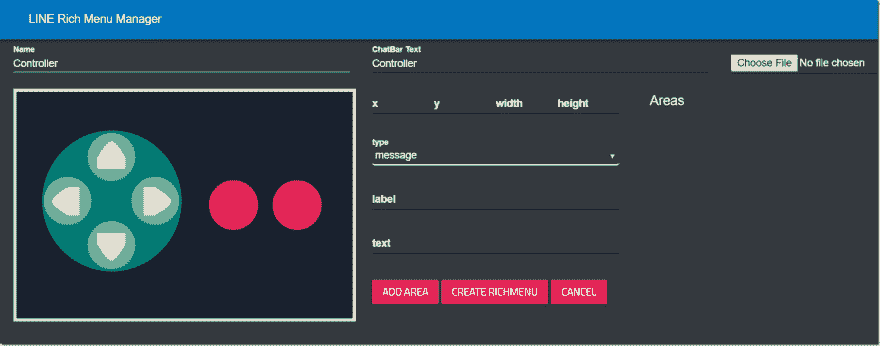 LINE Rich Menu Manager
Name
Controller
ChatBar Text
Controller
Choose File No file chosen
x y width height
Areas
type
message
label
text
ADD AREA CREATE RICHMENU CANCEL